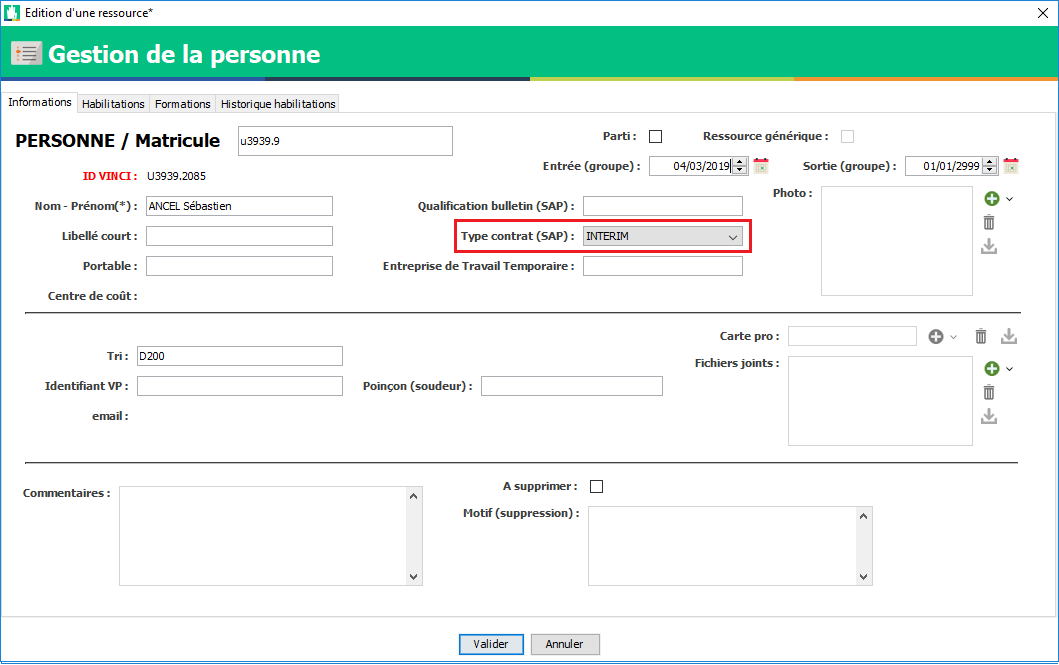 Edition d'une ressource*
Gestion de la personne
Informations Habilitations Formations Historique habilitations
PERSONNE / Matricule u3939.9 Parti : Ressource générique :
Entrée (groupe) : 04/03/2019 Sortie (groupe) : 01/01/2999
ID VINCI : U3939.2085
Photo :
Nom - Prénom(*) : ANCEL Sébastien Qualification bulletin (SAP) :
Libellé court : Type contrat (SAP) : INTERIM
Portable : Entreprise de Travail Temporaire :
Centre de coût :
Carte pro :
Tri : D200 Fichiers joints :
Identifiant VP : Poinçon (soudeur) :
email :
Commentaires : A supprimer :
Motif (suppression) :
Valider Annuler